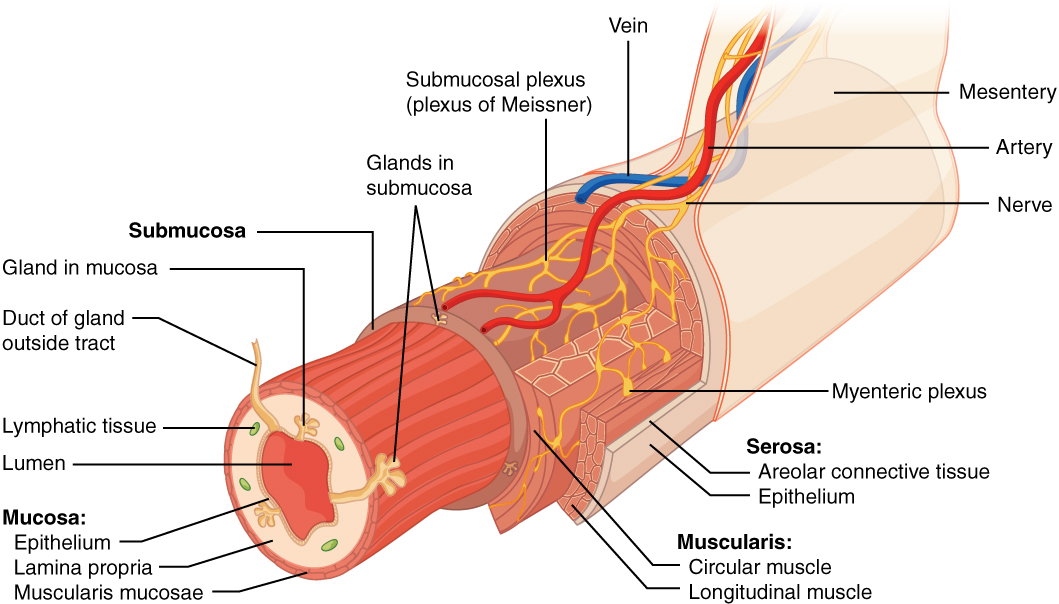 Vein
Submucosal plexus
(plexus of Meissner)
Mesentery
Artery
Glands in
submucosa
Nerve
Submucosa
Gland in mucosa
Duct of gland
outside tract
Myenteric plexus
Lymphatic tissue
Serosa:
Lumen
Areolar connective tissue
Epithelium
Mucosa:
Epithelium
Muscularis:
Lamina propria
Circular muscle
Muscularis mucosae
Longitudinal muscle